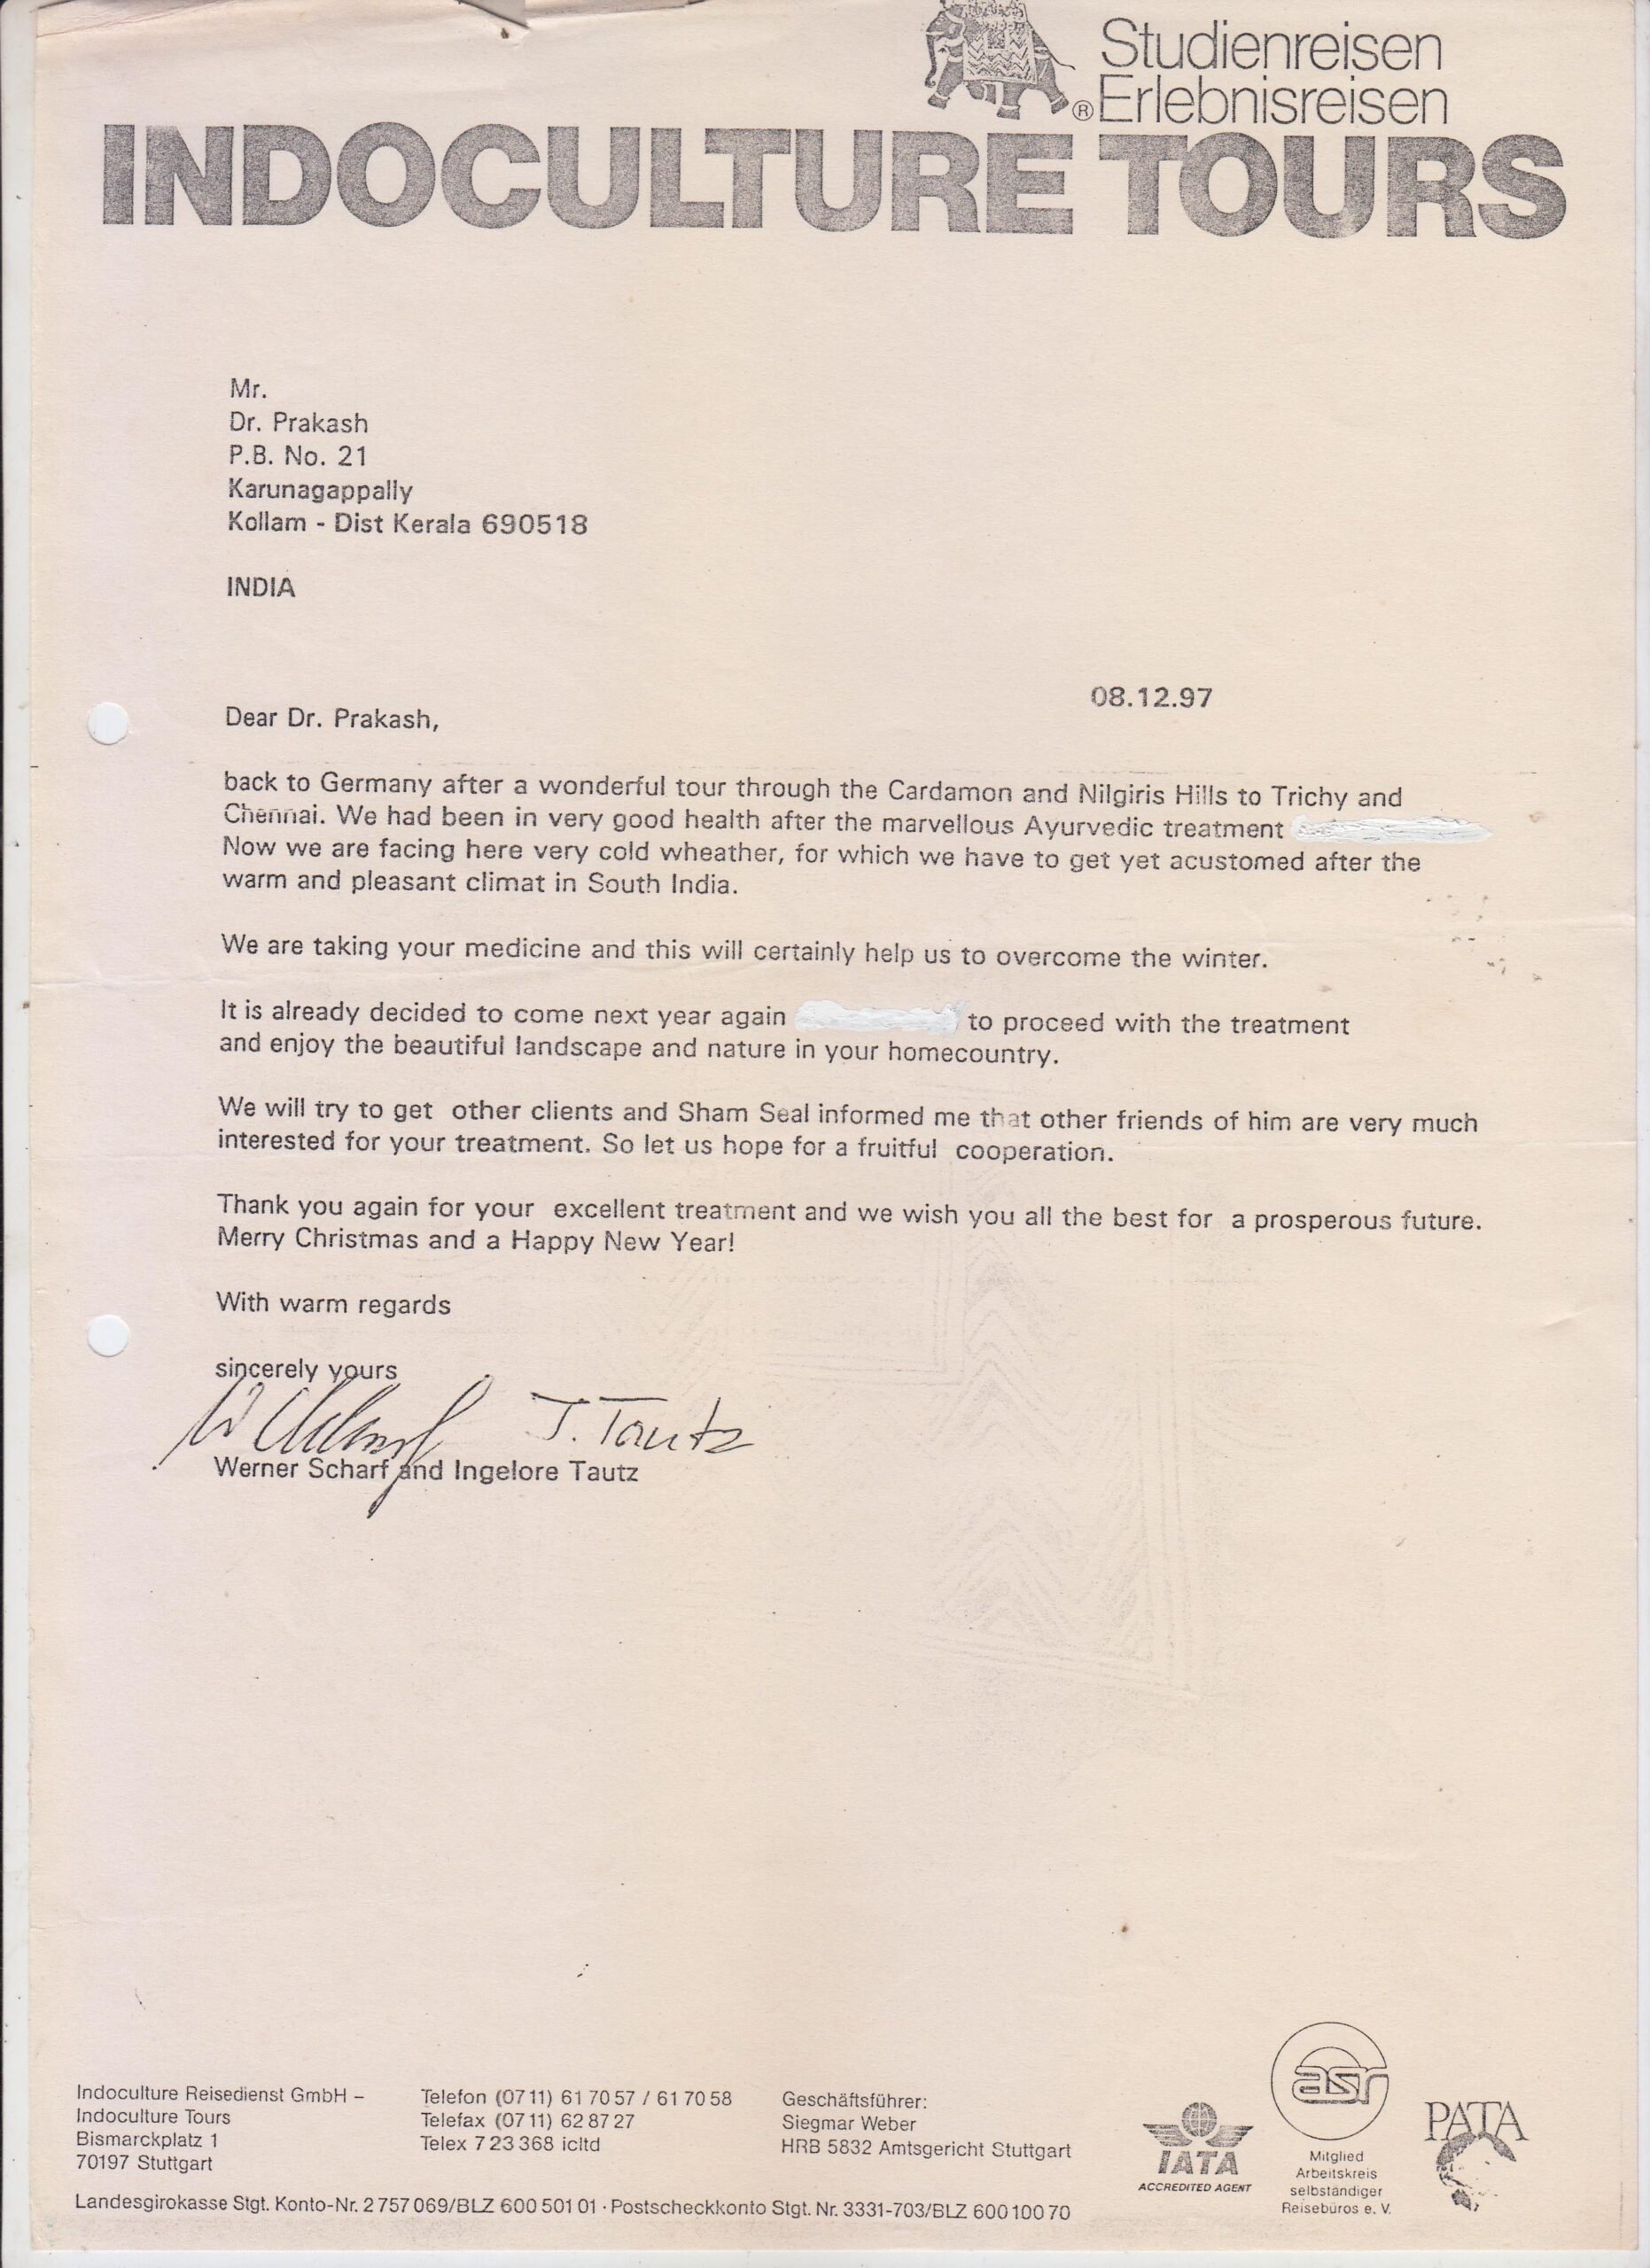 Studienreisen
® Erlebnisreisen
INDOCULTURE TOURS
Mr.
Dr. Prakash
P.B. No. 21
Karunagappally
Kollam - Dist Kerala 690518
INDIA
08.12.97
Dear Dr. Prakash,
back to Germany after a wonderful tour through the Cardamon and Nilgiris Hills to Trichy and
Chennai. We had been in very good health after the marvellous Ayurvedic treatment
Now we are facing here very cold wheather, for which we have to get yet acustomed after the
warm and pleasant climat in South India.
We are taking your medicine and this will certainly help us to overcome the winter.
It is already decided to come next year again to proceed with the treatment
and enjoy the beautiful landscape and nature in your homecountry.
We will try to get other clients and Sham Seal informed me that other friends of him are very much
interested for your treatment. So let us hope for a fruitful cooperation.
Thank you again for your excellent treatment and we wish you all the best for a prosperous future.
Merry Christmas and a Happy New Year!
With warm regards
sincerely yours
J. Tautz
Werner Scharf and Ingelore Tautz
Indoculture Reisedienst GmbH –
Indoculture Tours
Bismarckplatz 1
70197 Stuttgart
Telefon (07 11) 61 70 57 / 61 70 58
Telefax (07 11) 62 87 27
Telex 7 23 368 icltd
Geschäftsführer:
Siegmar Weber
HRB 5832 Amtsgericht Stuttgart
Landesgirokasse Stgt. Konto-Nr. 2 757 069/BLZ 600 501 01 · Postscheckkonto Stgt. Nr. 3331-703/BLZ 600 100 70
IATA
ACCREDITED AGENT
asr
Mitglied
Arbeitskreis
selbständiger
Reisebüros e. V.
PATA